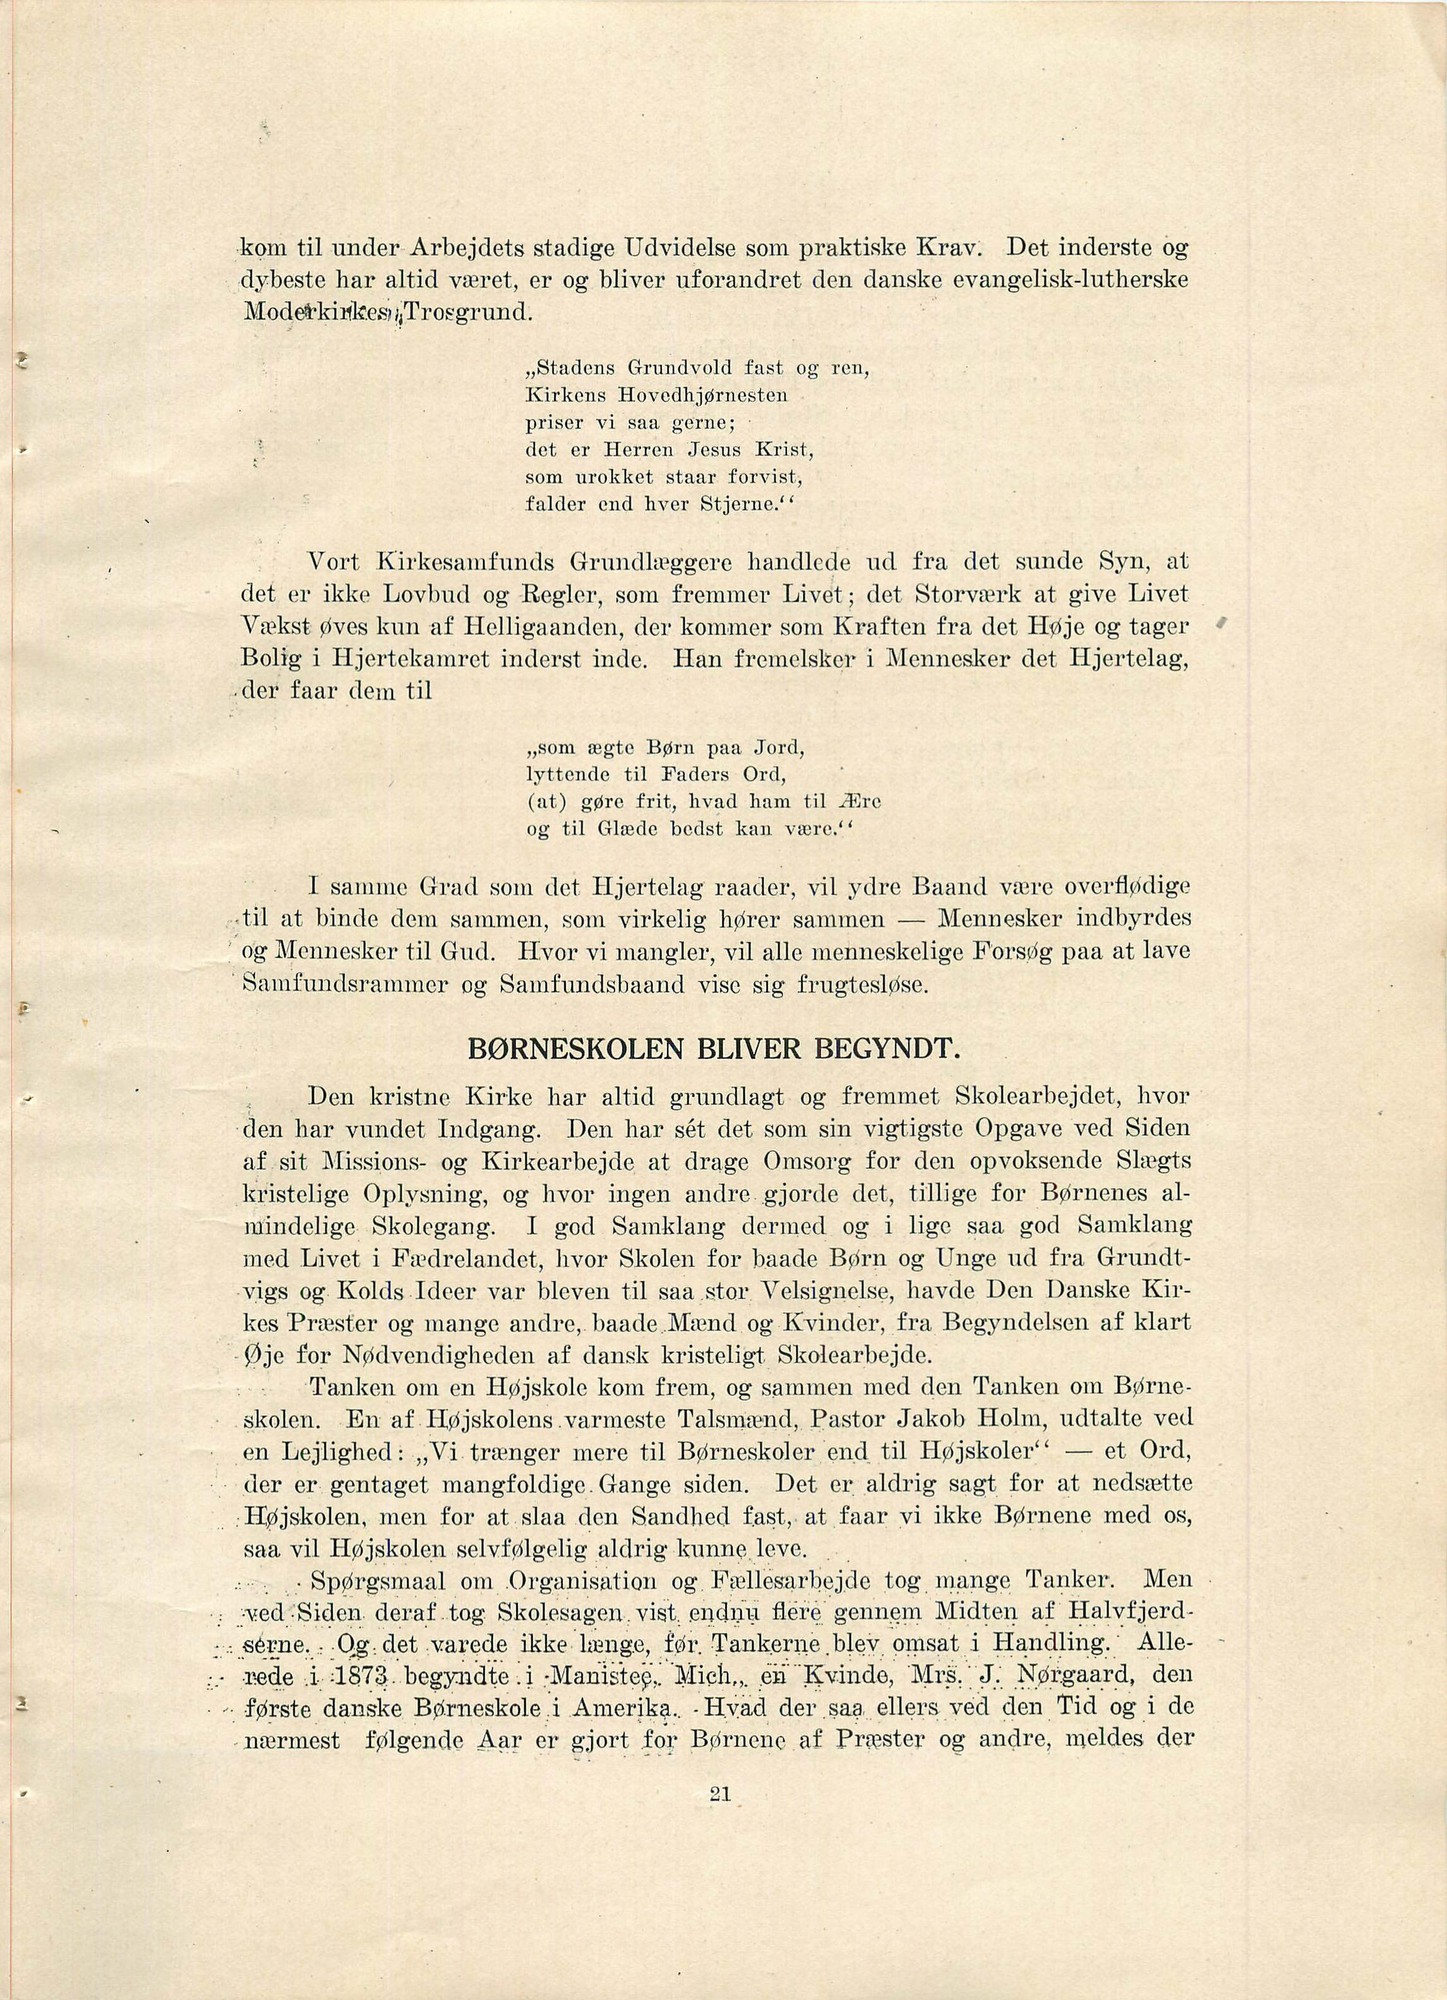 kom til under Arbejdets stadige Udvidelse som praktiske Krav. Det inderste og
dybeste har altid været, er og bliver uforandret den danske evangelisk-lutherske
Moderkirkes Trosgrund.
„Stadens Grundvold fast og ren,
Kirkens Hovedhjørnesten
priser vi saa gerne;
det er Herren Jesus Krist,
som urokket staar forvist,
falder end hver Stjerne.‘‘
Vort Kirkesamfunds Grundlæggere handlede ud fra det sunde Syn, at
det er ikke Lovbud og Regler, som fremmer Livet; det Storværk at give Livet
Vækst øves kun af Helligaanden, der kommer som Kraften fra det Høje og tager
Bolig i Hjertekamret inderst inde. Han fremelsker i Mennesker det Hjertelag,
der faar dem til
„som ægte Børn paa Jord,
lyttende til Faders Ord,
(at) gøre frit, hvad ham til Ære
og til Glæde bedst kan være.‘‘
I samme Grad som det Hjertelag raader, vil ydre Baand være overflødige
til at binde dem sammen, som virkelig hører sammen — Mennesker indbyrdes
og Mennesker til Gud. Hvor vi mangler, vil alle menneskelige Forsøg paa at lave
Samfundsrammer og Samfundsbaand vise sig frugtesløse.
BØRNESKOLEN BLIVER BEGYNDT.
Den kristne Kirke har altid grundlagt og fremmet Skolearbejdet, hvor
den har vundet Indgang. Den har sét det som sin vigtigste Opgave ved Siden
af sit Missions- og Kirkearbejde at drage Omsorg for den opvoksende Slægts
kristelige Oplysning, og hvor ingen andre gjorde det, tillige for Børnenes al-
mindelige Skolegang. I god Samklang dermed og i lige saa god Samklang
med Livet i Fædrelandet, hvor Skolen for baade Børn og Unge ud fra Grundt-
vigs og Kolds Ideer var bleven til saa stor Velsignelse, havde Den Danske Kir-
kes Præster og mange andre, baade Mænd og Kvinder, fra Begyndelsen af klart
Øje for Nødvendigheden af dansk kristeligt Skolearbejde.
Tanken om en Højskole kom frem, og sammen med den Tanken om Børne-
skolen. En af Højskolens varmeste Talsmænd, Pastor Jakob Holm, udtalte ved
en Lejlighed: „Vi trænger mere til Børneskoler end til Højskoler‘‘ — et Ord,
der er gentaget mangfoldige Gange siden. Det er aldrig sagt for at nedsætte
Højskolen, men for at slaa den Sandhed fast, at faar vi ikke Børnene med os,
saa vil Højskolen selvfølgelig aldrig kunne leve.
Spørgsmaal om Organisation og Fællesarbejde tog mange Tanker. Men
ved Siden deraf tog Skolesagen vist endnu flere gennem Midten af Halvfjerd-
serne. Og det varede ikke længe, før Tankerne blev omsat i Handling. Alle-
rede i 1873 begyndte i Manistee, Mich., en Kvinde, Mrs. J. Nørgaard, den
første danske Børneskole i Amerika. Hvad der saa ellers ved den Tid og i de
nærmest følgende Aar er gjort for Børnene af Præster og andre, meldes der
21